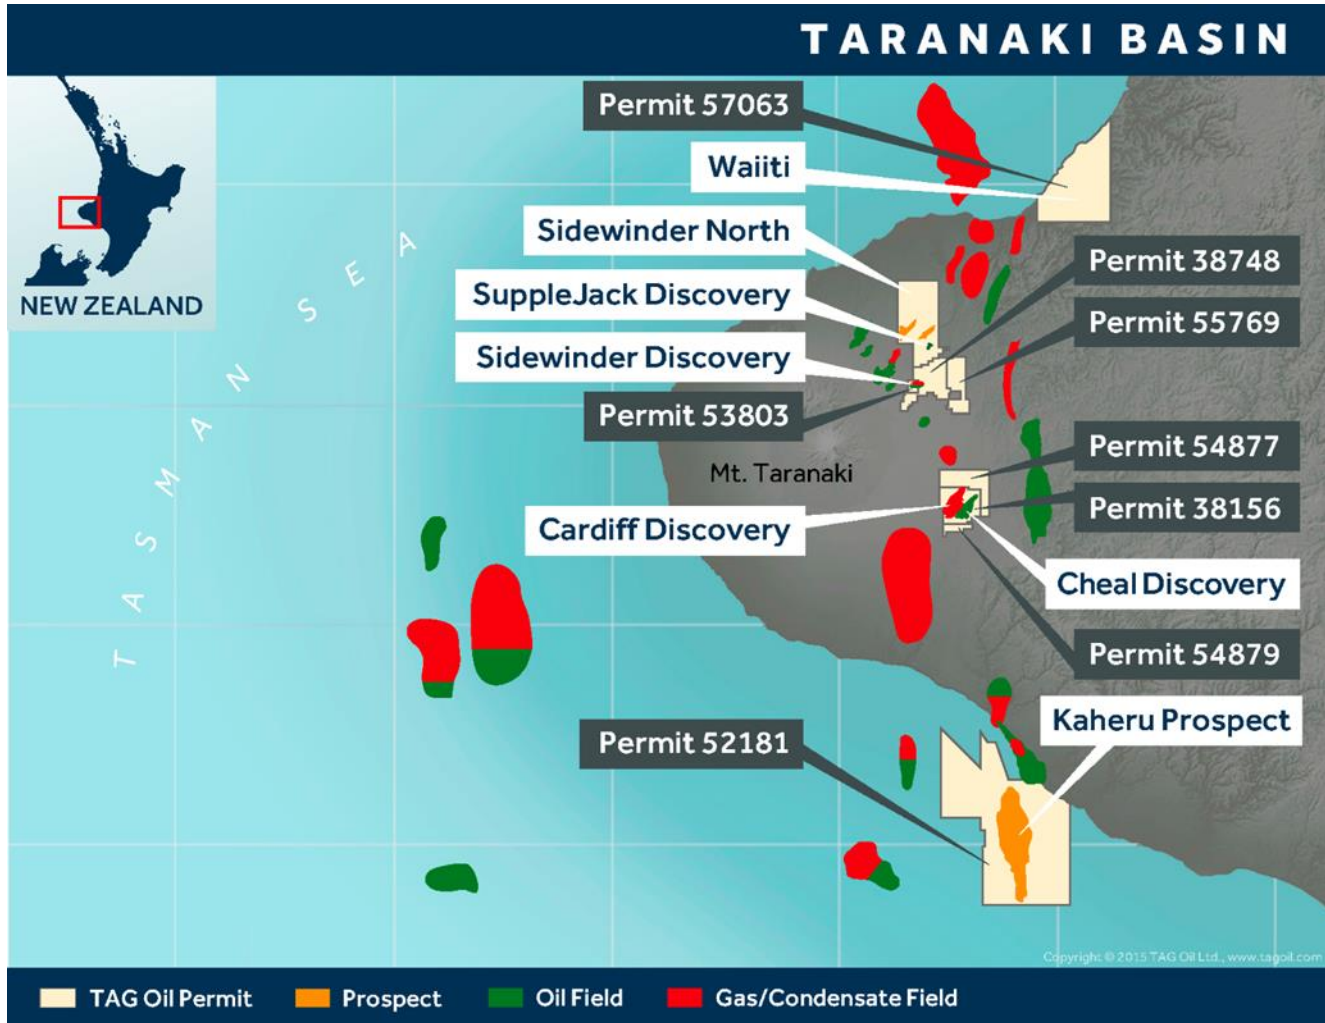 TARANAKI BASIN
NEW ZEALAND
TASMAN SEA
Permit 57063
Waiiti
Sidewinder North
SuppleJack Discovery
Sidewinder Discovery
Permit 53803
Permit 38748
Permit 55769
Mt. Taranaki
Permit 54877
Permit 38156
Cardiff Discovery
Cheal Discovery
Permit 54879
Kaheru Prospect
Permit 52181
Copyright © 2015 TAG Oil Ltd., www.tagoil.com
TAG Oil Permit
Prospect
Oil Field
Gas/Condensate Field